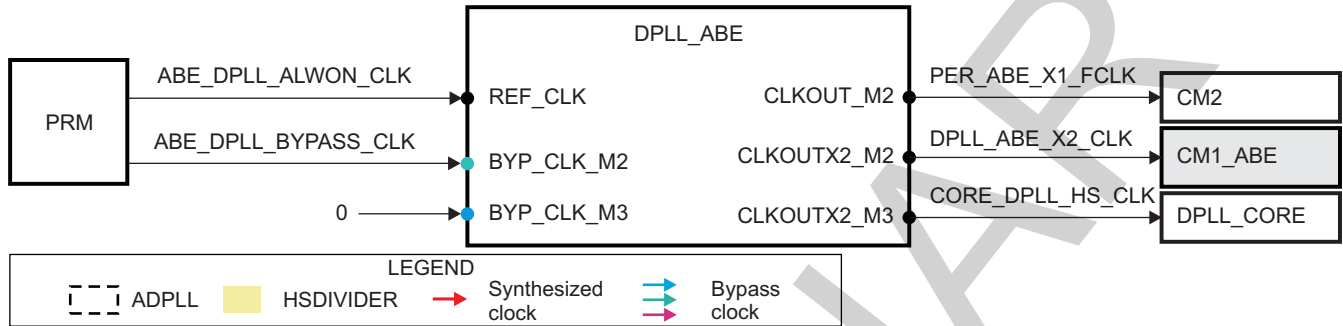 DPLL_ABE
PRM
ABE_DPLL_ALWON_CLK
REF_CLK
ABE_DPLL_BYPASS_CLK
BYP_CLK_M2
0
BYP_CLK_M3
CLKOUT_M2
PER_ABE_X1_FCLK
CM2
CLKOUTX2_M2
DPLL_ABE_X2_CLK
CM1_ABE
CLKOUTX2_M3
CORE_DPLL_HS_CLK
DPLL_CORE
LEGEND
ADPLL
HSDIVIDER
Synthesized
clock
Bypass
clock